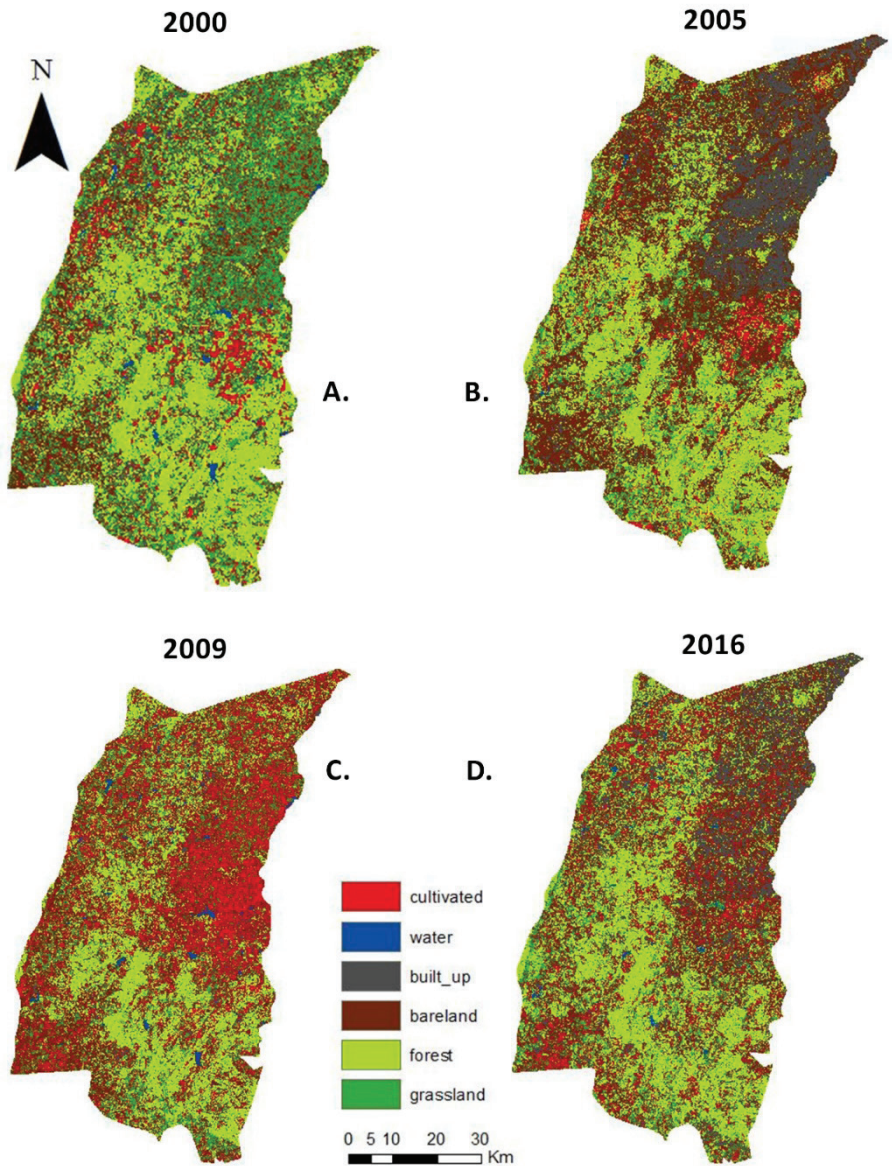 2000
2005
N
A.
B.
2009
2016
C.
D.
cultivated
water
built_up
bareland
forest
grassland
0 5 10 20 30
Km